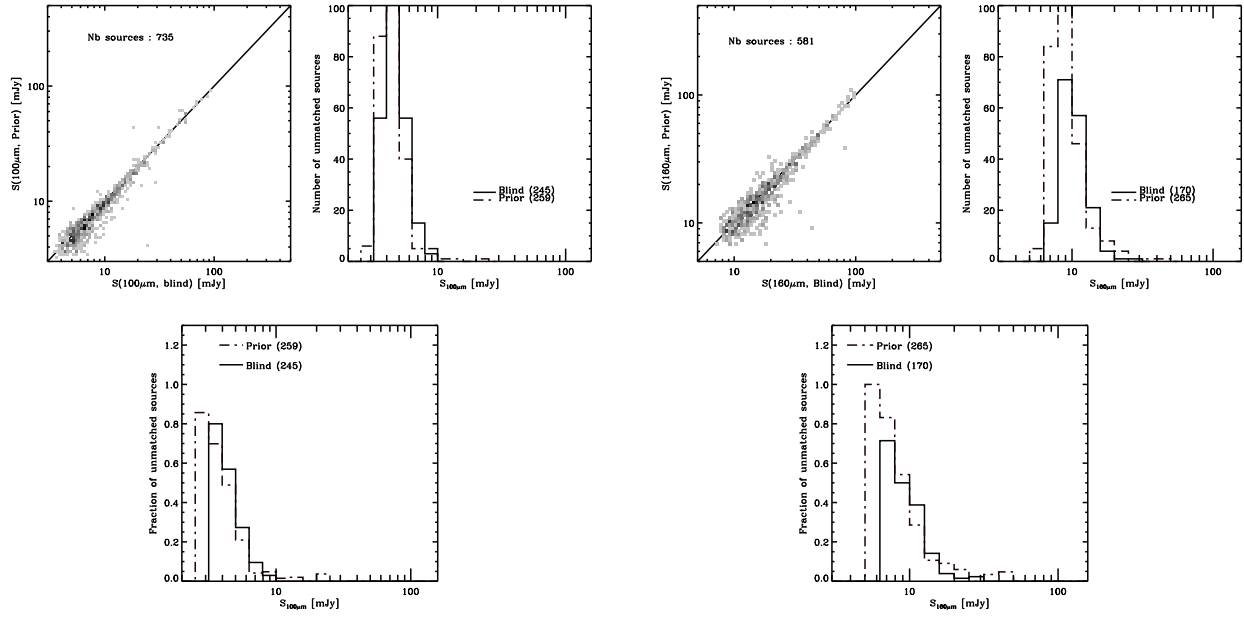 Nb sources : 735
S(100μm, Prior) [mJy]
100
10
10
100
S(100μm, blind) [mJy]
Number of unmatched sources
100
80
60
40
20
0
Blind (245)
Prior (259)
10
100
S100μm [mJy]
Nb sources : 581
S(160μm, Prior) [mJy]
100
10
10
100
S(160μm, Blind) [mJy]
Number of unmatched sources
100
80
60
40
20
0
Blind (170)
Prior (265)
10
100
S160μm [mJy]
Fraction of unmatched sources
1.2
1.0
0.8
0.6
0.4
0.2
0.0
Prior (259)
Blind (245)
10
100
S100μm [mJy]
Fraction of unmatched sources
1.2
1.0
0.8
0.6
0.4
0.2
0.0
Prior (265)
Blind (170)
10
100
S160μm [mJy]